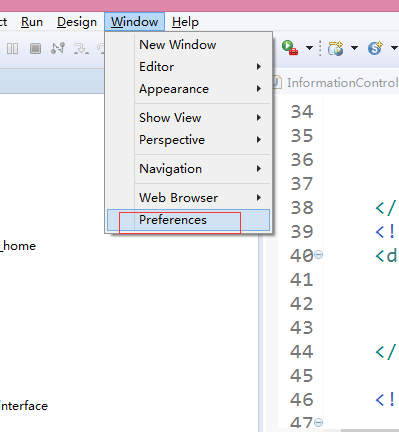 Run Design Window Help
New Window
Editor
Appearance
Show View
Perspective
Navigation
Web Browser
Preferences
_home
interface
InformationControl
34
35
36
37
38 </
39 <!
40 <d
41
42
43
44 </
45
46 <!
47